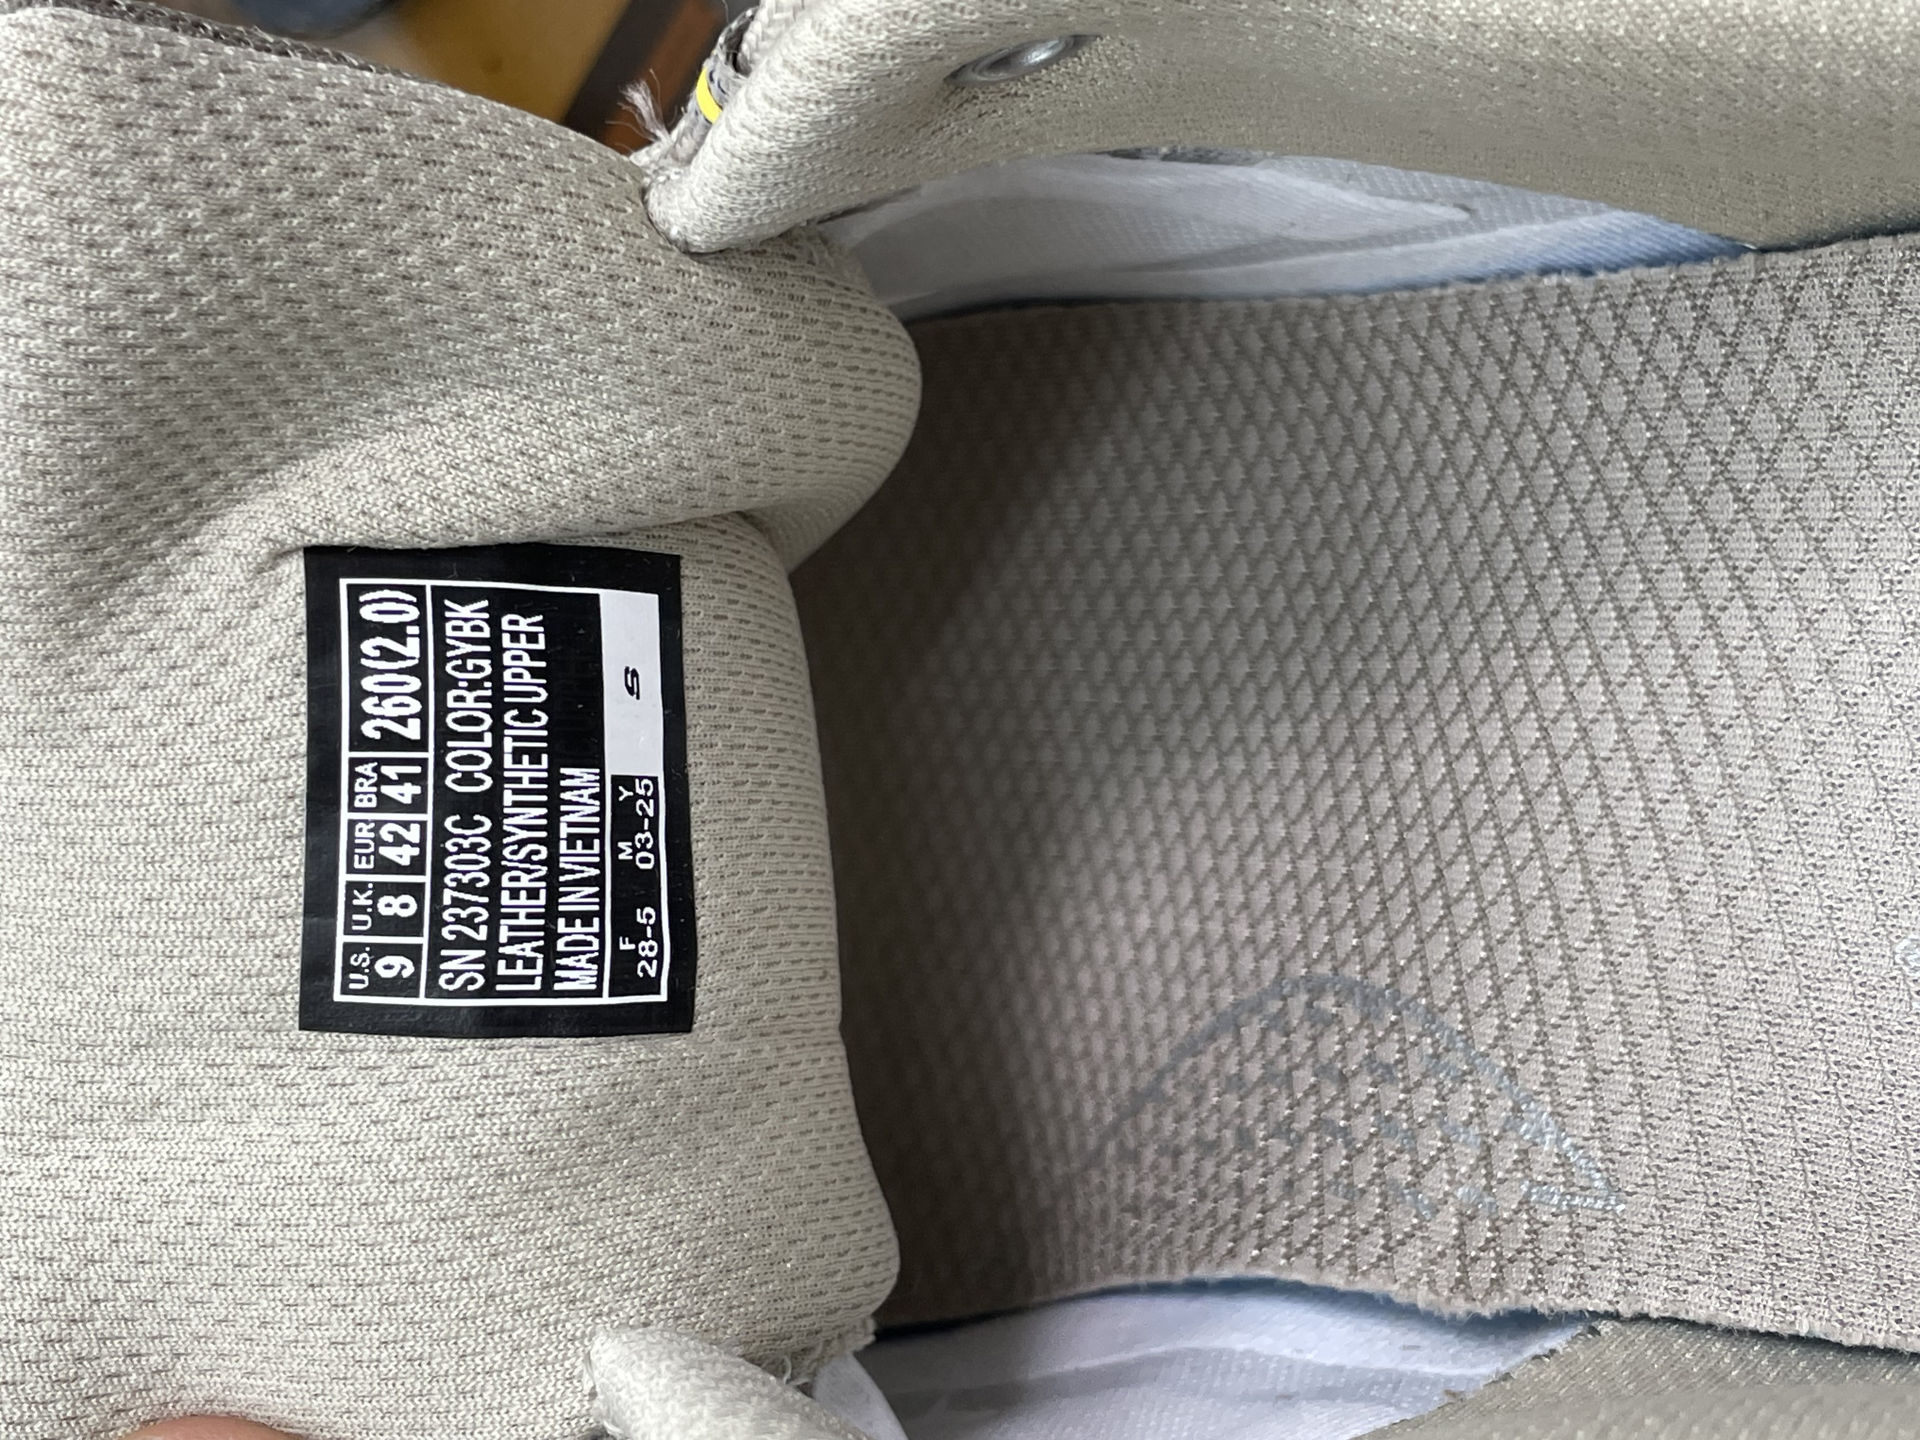 U.S. U.K. EUR BRA 260(2.0)
9 8 42 41
SN 237303C COLOR:GYBK
LEATHER/SYNTHETIC UPPER
MADE IN VIETNAM
F M Y S
28-5 03-25